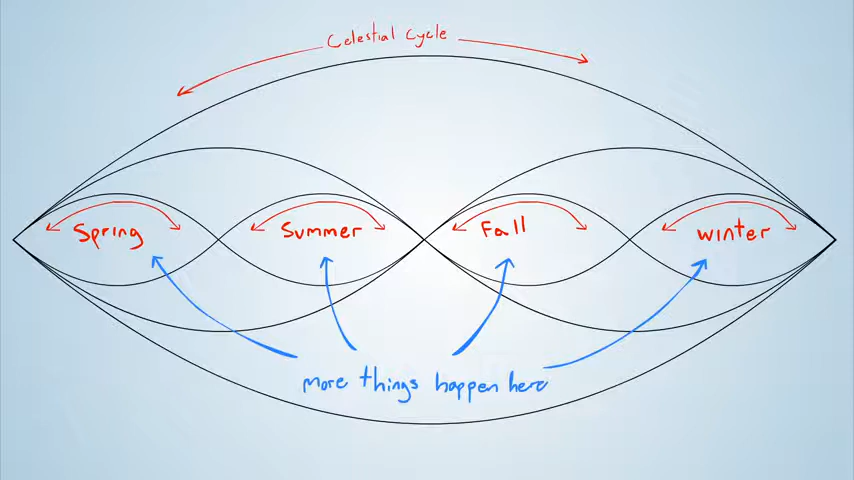 Celestial Cycle
Spring
Summer
Fall
winter
more things happen here